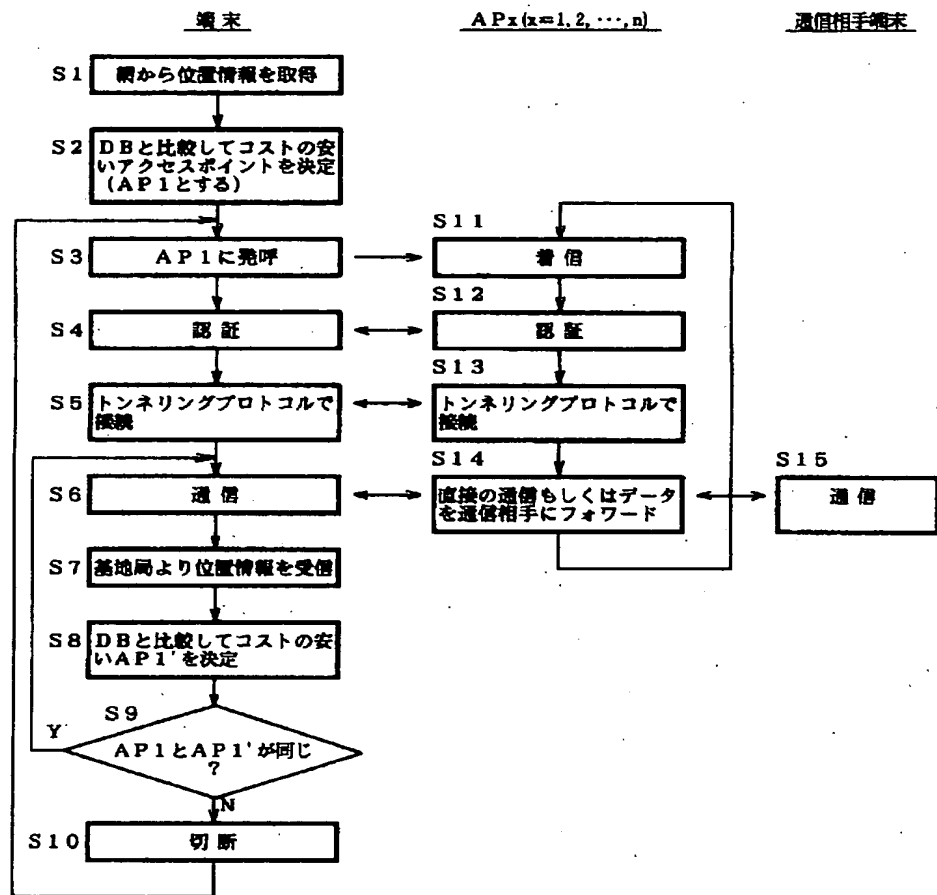 端末
APx(x=1,2,···,n)
通信相手端末
S1
網から位置情報を取得
S2
DBと比較してコストの安
いアクセスポイントを決定
(AP1とする)
S11
S3
AP1に発呼
着信
S12
S4
認証
認証
S13
S5
トンネリングプロトコルで
接続
トンネリングプロトコルで
接続
S14
S15
S6
通信
直接の通信もしくはデータ
を通信相手にフォワード
通信
S7
基地局より位置情報を受信
S8
DBと比較してコストの安
いAP1'を決定
S9
Y
AP1とAP1'が同じ
?
N
S10
切断